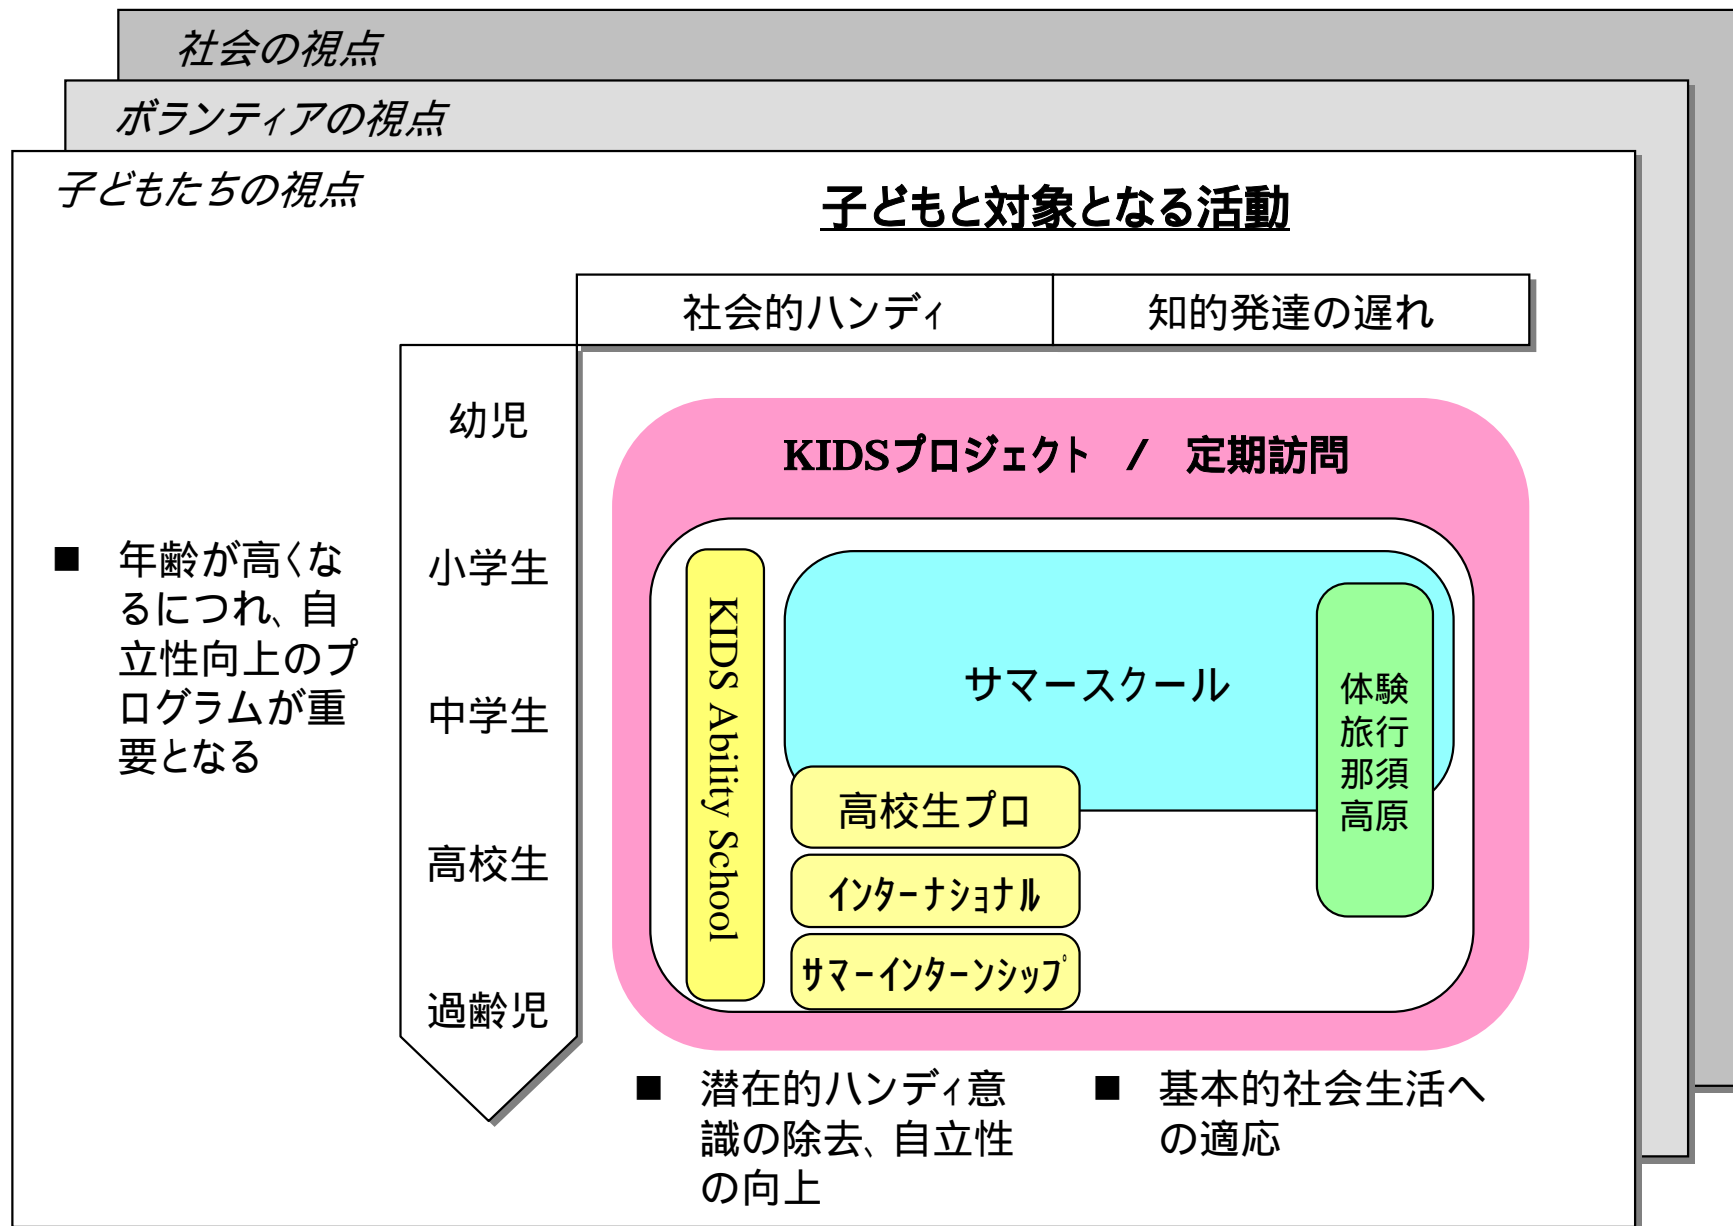 社会の視点
ボランティアの視点
子どもたちの視点
子どもと対象となる活動
社会的ハンディ
知的発達の遅れ
幼児
小学生
中学生
高校生
過齢児
■ 年齢が高くな
るにつれ、自
立性向上のプ
ログラムが重
要となる
KIDSプロジェクト / 定期訪問
KIDS Ability School
サマースクール
体験
旅行
那須
高原
高校生プロ
インターナショナル
サマーインターンシップ
■ 潜在的ハンディ意
識の除去、自立性
の向上
■ 基本的社会生活へ
の適応